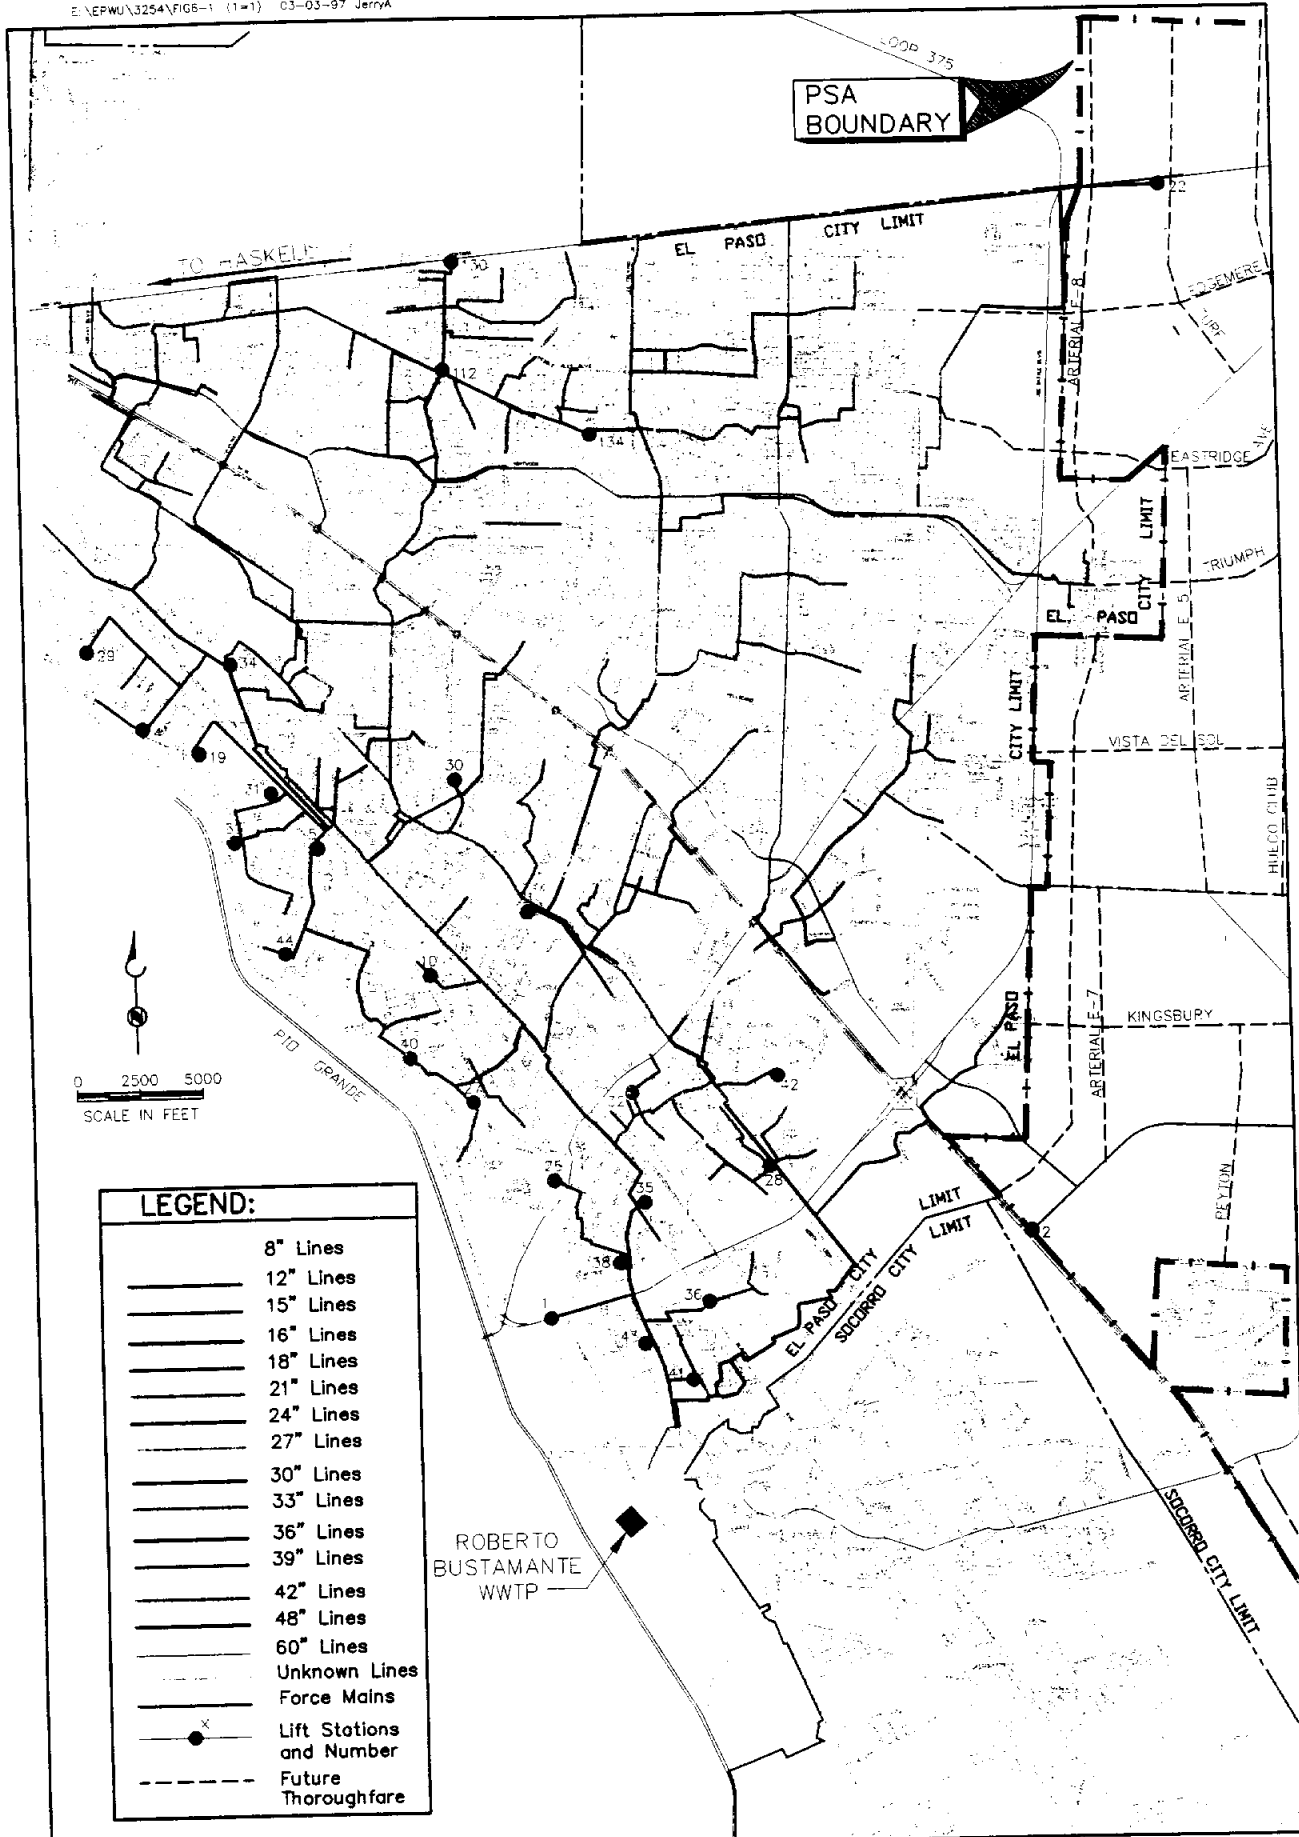 E:\EPWU\3254\FIG6-1 (1=1) 03-03-97 JerryA
LOOP 375
PSA
BOUNDARY
22
EL PASO CITY LIMIT
TO HASKELL
30
EDGEMERE
ARTERIAL E-8
112
134
EASTRIDGE AVE
CITY LIMIT
TRIUMPH
EL PASO
ARTERIAL E 5
29
34
CITY LIMIT
VISTA DEL SOL
19
30
HUECO CLUB
31
44
10
EL PASO
ARTERIAL E-7
KINGSBURY
RIO GRANDE
40
0 2500 5000
SCALE IN FEET
42
32
28
25
35
PEYTON
LEGEND:
8" Lines
12" Lines
15" Lines
16" Lines
18" Lines
21" Lines
24" Lines
27" Lines
30" Lines
33" Lines
36" Lines
39" Lines
42" Lines
48" Lines
60" Lines
Unknown Lines
Force Mains
X
Lift Stations
and Number
Future
Thoroughfare
EL PASO CITY LIMIT
SOCORRO CITY LIMIT
2
38
36
1
43
41
ROBERTO
BUSTAMANTE
WWTP
SOCORRO CITY LIMIT